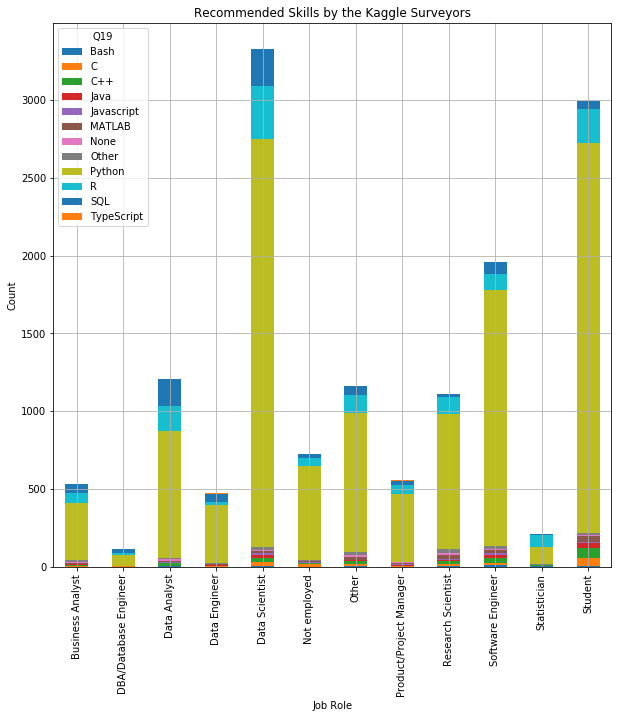 Recommended Skills by the Kaggle Surveyors
Q19
Bash
C
C++
Java
Javascript
MATLAB
None
Other
Python
R
SQL
TypeScript
Count
3000
2500
2000
1500
1000
500
0
Business Analyst
DBA/Database Engineer
Data Analyst
Data Engineer
Data Scientist
Not employed
Other
Product/Project Manager
Research Scientist
Software Engineer
Statistician
Student
Job Role